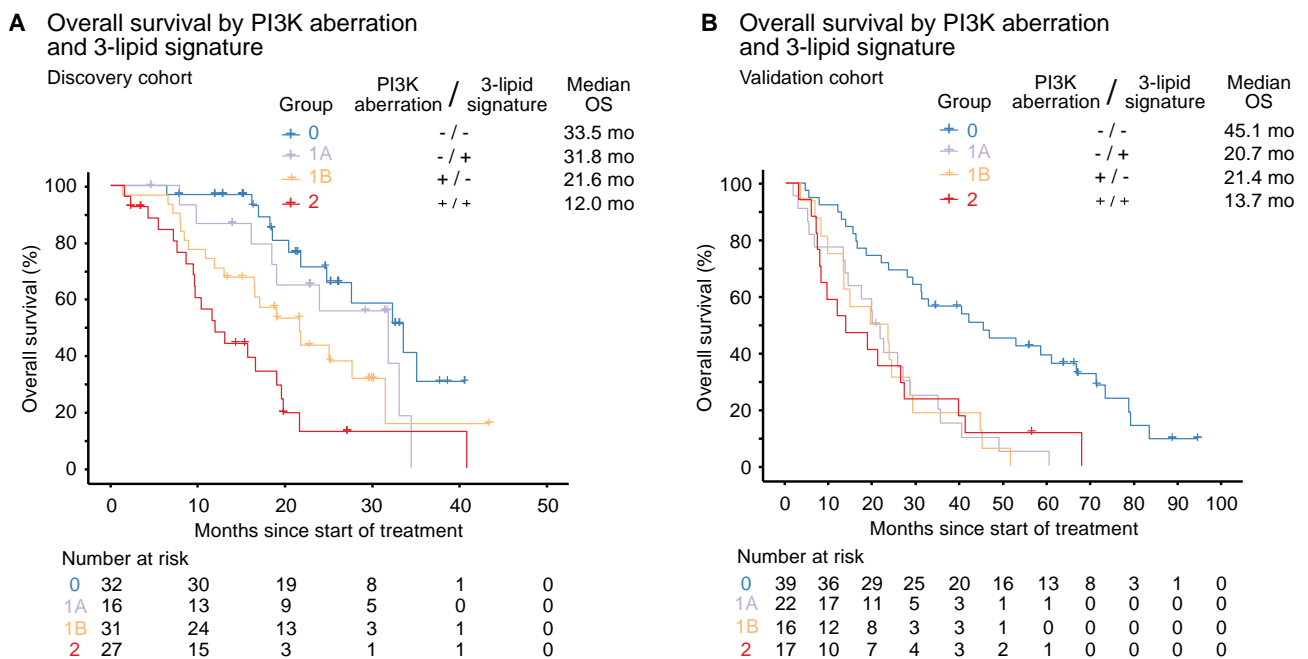 A Overall survival by PI3K aberration
and 3-lipid signature
Discovery cohort
Group PI3K aberration / 3-lipid signature Median OS
0 - / - 33.5 mo
1A - / + 31.8 mo
1B + / - 21.6 mo
2 + / + 12.0 mo
Overall survival (%)
100
80
60
40
20
0
0 10 20 30 40 50
Months since start of treatment
Number at risk
0 32 30 19 8 1 0
1A 16 13 9 5 0 0
1B 31 24 13 3 1 0
2 27 15 3 1 1 0
B Overall survival by PI3K aberration
and 3-lipid signature
Validation cohort
Group PI3K aberration / 3-lipid signature Median OS
0 - / - 45.1 mo
1A - / + 20.7 mo
1B + / - 21.4 mo
2 + / + 13.7 mo
Overall survival (%)
100
80
60
40
20
0
0 10 20 30 40 50 60 70 80 90 100
Months since start of treatment
Number at risk
0 39 36 29 25 20 16 13 8 3 1 0
1A 22 17 11 5 3 1 1 0 0 0 0
1B 16 12 8 3 3 1 0 0 0 0 0
2 17 10 7 4 3 2 1 0 0 0 0